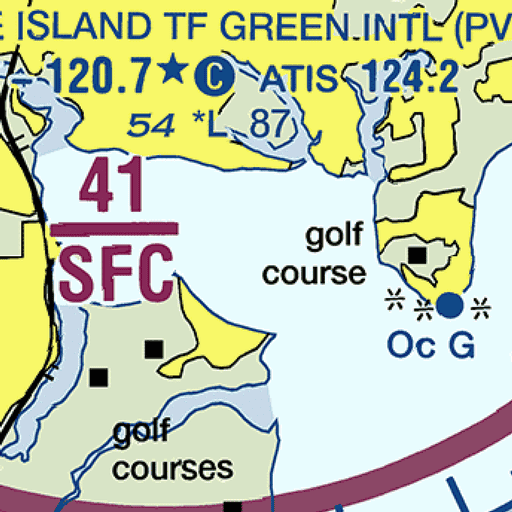 E ISLAND TF GREEN INTL (PV
– 120.7 ★ C ATIS 124.2
54 *L 87
41
SFC
golf
course
Oc G
golf
courses